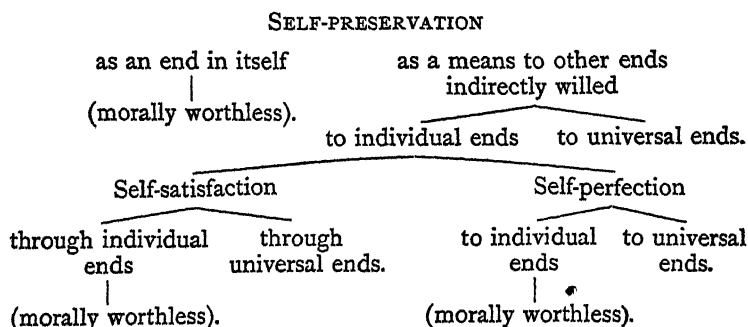 SELF-PRESERVATION
as an end in itself as a means to other ends
indirectly willed
(morally worthless).
to individual ends to universal ends.
Self-satisfaction Self-perfection
through individual through to individual to universal
ends universal ends. ends ends.
(morally worthless). (morally worthless).